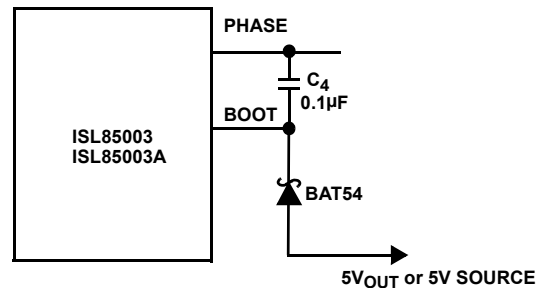 PHASE
C4
0.1µF
BOOT
ISL85003
ISL85003A
BAT54
5VOUT or 5V SOURCE